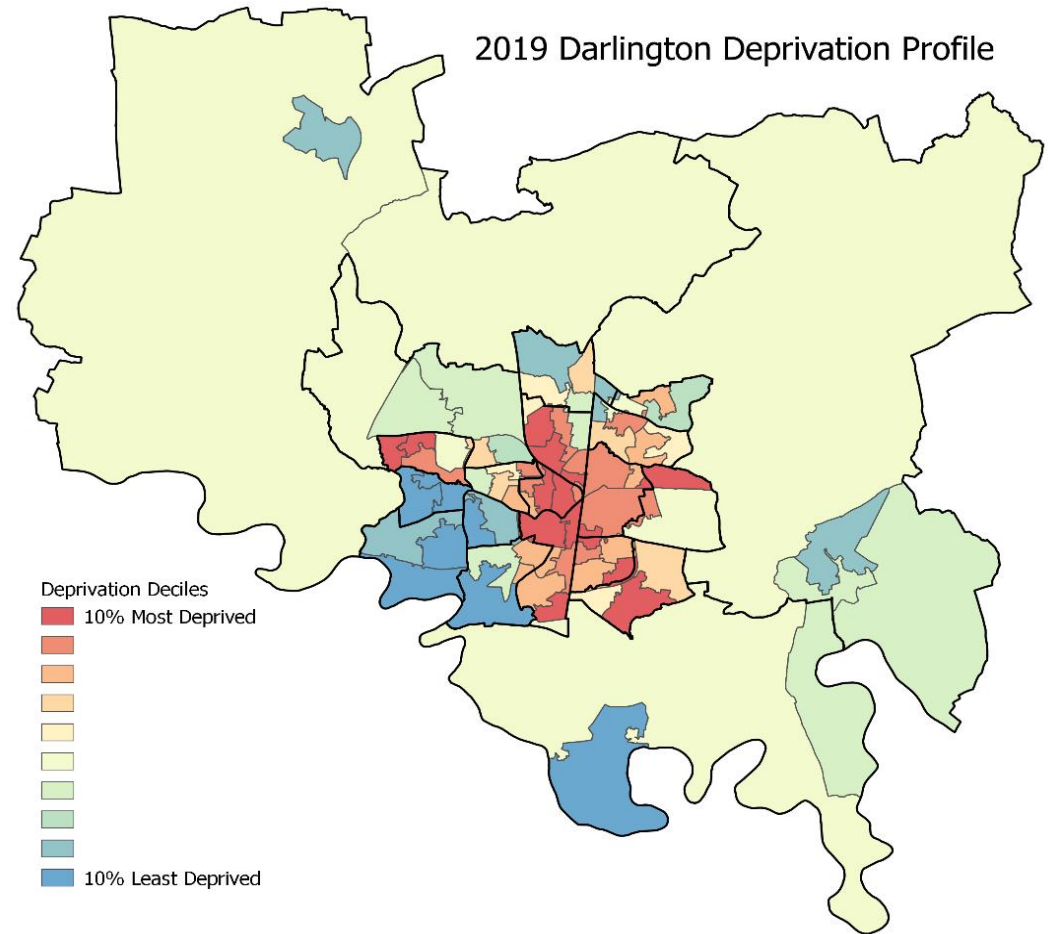 2019 Darlington Deprivation Profile
Deprivation Deciles
10% Most Deprived
10% Least Deprived